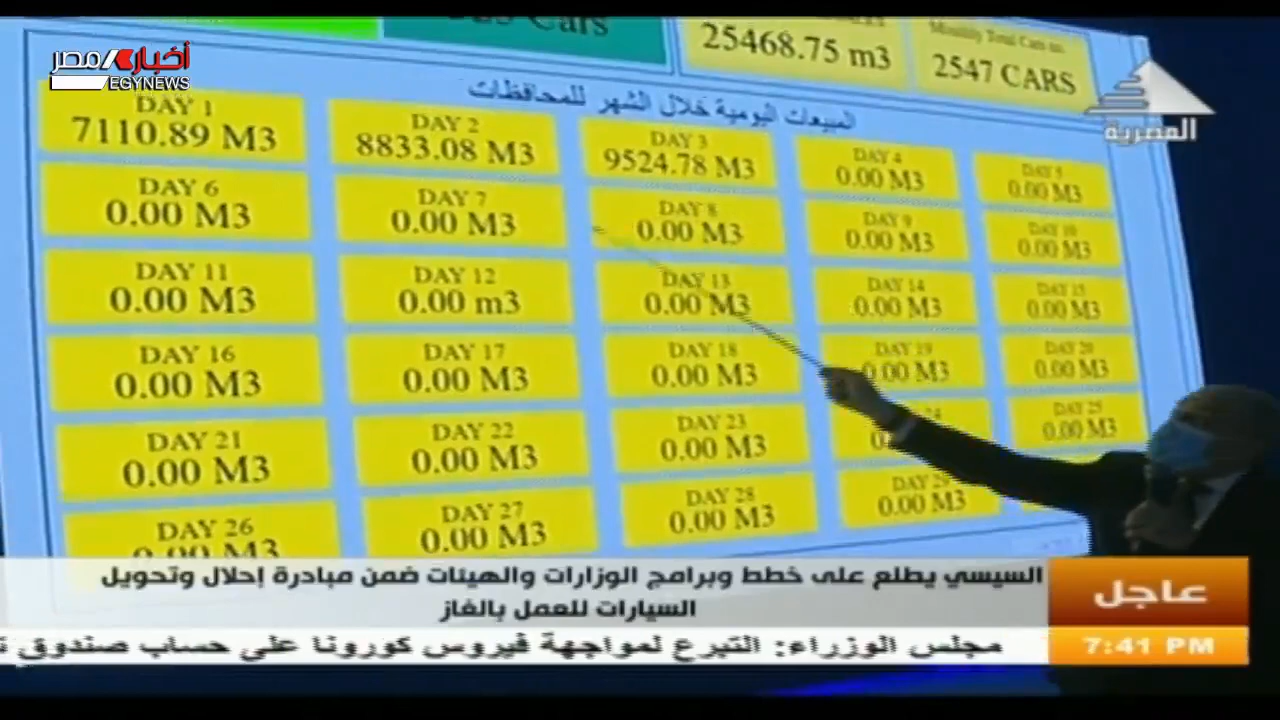 Cars
25468.75 m3
2547 CARS
أخبار مصر
EGYNEWS
المصرية
المبيعات اليومية خلال الشهر للمحافظات
DAY 1
7110.89 M3
DAY 2
8833.08 M3
DAY 3
9524.78 M3
DAY 4
0.00 M3
DAY 5
0.00 M3
DAY 6
0.00 M3
DAY 7
0.00 M3
DAY 8
0.00 M3
DAY 9
0.00 M3
DAY 10
0.00 M3
DAY 11
0.00 M3
DAY 12
0.00 m3
DAY 13
0.00 M3
DAY 14
0.00 M3
DAY 15
0.00 M3
DAY 16
0.00 M3
DAY 17
0.00 M3
DAY 18
0.00 M3
DAY 19
0.00 M3
DAY 20
0.00 M3
DAY 21
0.00 M3
DAY 22
0.00 M3
DAY 23
0.00 M3
DAY 25
0.00 M3
DAY 26
0.00 M3
DAY 27
0.00 M3
DAY 28
0.00 M3
0.00 M3
عاجل
السيسي يطلع على خطط وبرامج الوزارات والهيئات ضمن مبادرة إحلال وتحويل
السيارات للعمل بالغاز
7:41 PM
مجلس الوزراء: التبرع لمواجهة فيروس كورونا على حساب صندوق